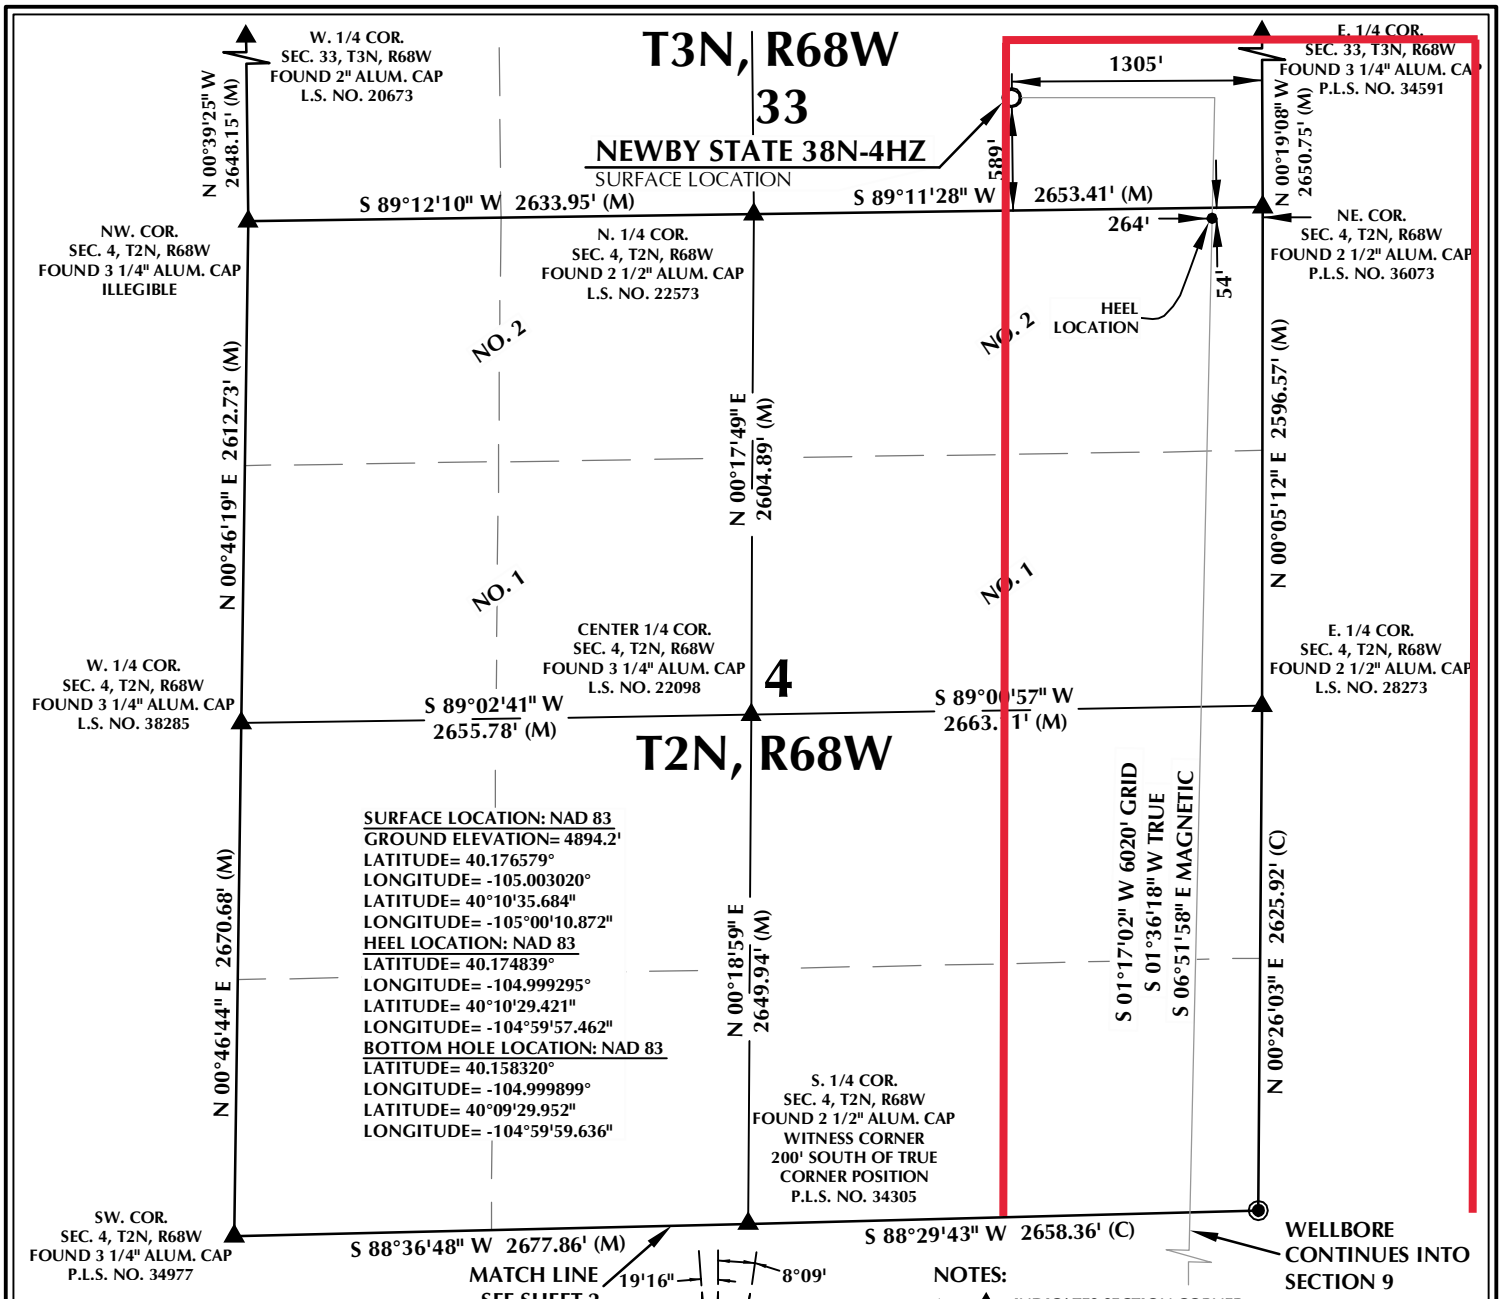 W. 1/4 COR.
SEC. 33, T3N, R68W
FOUND 2" ALUM. CAP
L.S. NO. 20673
T3N, R68W
33
E. 1/4 COR.
SEC. 33, T3N, R68W
FOUND 3 1/4" ALUM. CAP
P.L.S. NO. 34591
1305'
N 00°39'25" W
2648.15' (M)
N 00°19'08" W
2650.75' (M)
NEWBY STATE 38N-4HZ
SURFACE LOCATION
589'
S 89°12'10" W 2633.95' (M)
S 89°11'28" W 2653.41' (M)
264'
54'
NW. COR.
SEC. 4, T2N, R68W
FOUND 3 1/4" ALUM. CAP
ILLEGIBLE
N. 1/4 COR.
SEC. 4, T2N, R68W
FOUND 2 1/2" ALUM. CAP
L.S. NO. 22573
NE. COR.
SEC. 4, T2N, R68W
FOUND 2 1/2" ALUM. CAP
P.L.S. NO. 36073
HEEL
LOCATION
NO. 2
NO. 2
N 00°46'19" E 2612.73' (M)
N 00°17'49" E
2604.89' (M)
N 00°05'12" E 2596.57' (M)
NO. 1
NO. 1
CENTER 1/4 COR.
SEC. 4, T2N, R68W
FOUND 3 1/4" ALUM. CAP
L.S. NO. 22098
4
W. 1/4 COR.
SEC. 4, T2N, R68W
FOUND 3 1/4" ALUM. CAP
L.S. NO. 38285
E. 1/4 COR.
SEC. 4, T2N, R68W
FOUND 2 1/2" ALUM. CAP
L.S. NO. 28273
S 89°02'41" W
2655.78' (M)
S 89°00'57" W
(M)
T2N, R68W
SURFACE LOCATION: NAD 83
GROUND ELEVATION= 4894.2'
LATITUDE= 40.176579°
LONGITUDE= -105.003020°
LATITUDE= 40°10'35.684"
LONGITUDE= -105°00'10.872"
HEEL LOCATION: NAD 83
LATITUDE= 40.174839°
LONGITUDE= -104.999295°
LATITUDE= 40°10'29.421"
LONGITUDE= -104°59'57.462"
BOTTOM HOLE LOCATION: NAD 83
LATITUDE= 40.158320°
LONGITUDE= -104.999899°
LATITUDE= 40°09'29.952"
LONGITUDE= -104°59'59.636"
N 00°46'44" E 2670.68' (M)
N 00°18'59" E
2649.94' (M)
S 01°17'02" W 6020' GRID
S 01°36'18" W TRUE
S 06°51'58" E MAGNETIC
N 00°26'03" E 2625.92' (C)
S. 1/4 COR.
SEC. 4, T2N, R68W
FOUND 2 1/2" ALUM. CAP
WITNESS CORNER
200' SOUTH OF TRUE
CORNER POSITION
P.L.S. NO. 34305
SW. COR.
SEC. 4, T2N, R68W
FOUND 3 1/4" ALUM. CAP
P.L.S. NO. 34977
S 88°36'48" W 2677.86' (M)
S 88°29'43" W 2658.36' (C)
WELLBORE
CONTINUES INTO
SECTION 9
MATCH LINE
SEE SHEET 2
19'16"
8°09'
NOTES:
INDICATES SECTION CORNER